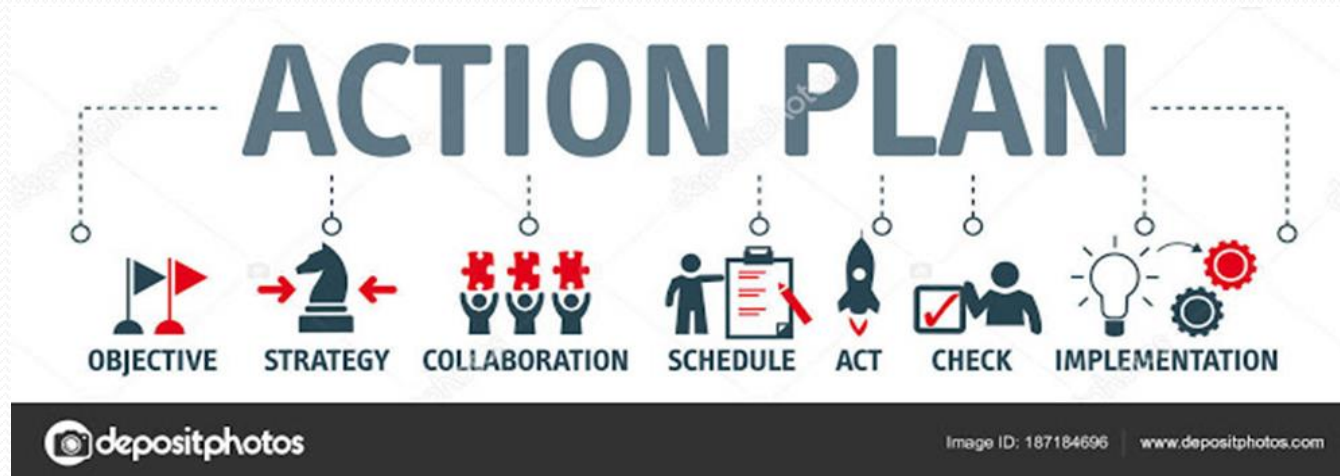 ACTION PLAN
OBJECTIVE STRATEGY COLLABORATION SCHEDULE ACT CHECK IMPLEMENTATION
depositphotos Image ID: 187184696 www.depositphotos.com